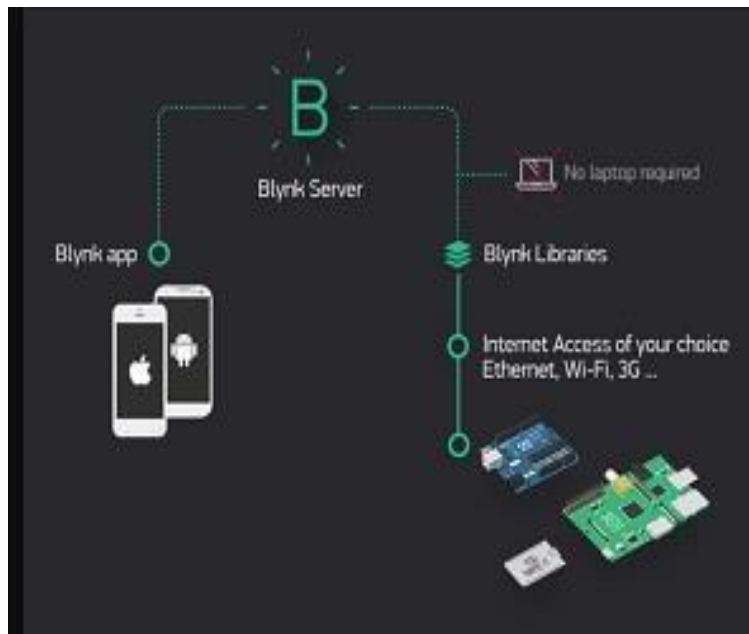 B
Blynk Server
No laptop required
Blynk app
Blynk Libraries
Internet Access of your choice
Ethernet, Wi-Fi, 3G ...